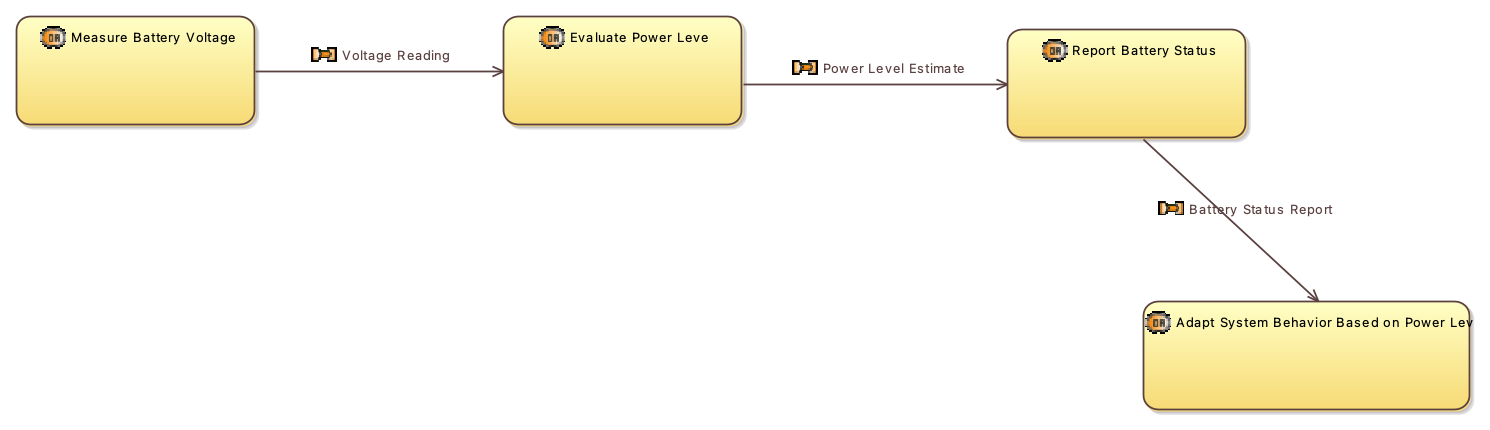 Measure Battery Voltage
Voltage Reading
Evaluate Power Leve
Power Level Estimate
Report Battery Status
Battery Status Report
Adapt System Behavior Based on Power Lev